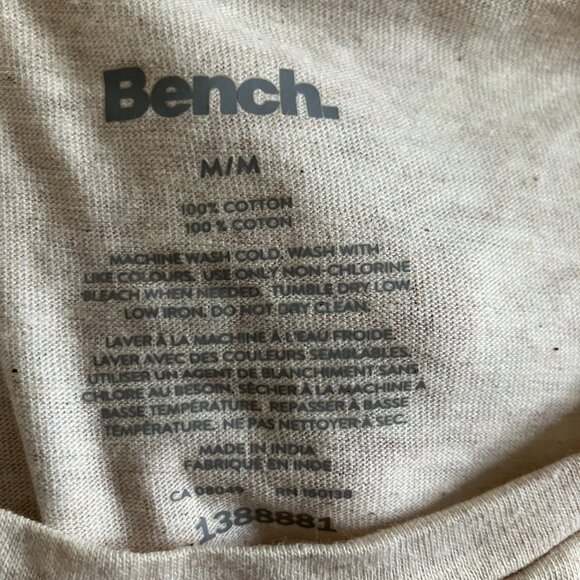 Bench.
M/M
100% COTTON
100 % COTON
MACHINE WASH COLD. WASH WITH
LIKE COLOURS. USE ONLY NON-CHLORINE
BLEACH WHEN NEEDED. TUMBLE DRY LOW
LOW IRON. DO NOT DRY CLEAN.
LAVER À LA MACHINE À L'EAU FROIDE
LAVER AVEC DES COULEURS SEMBLABLES.
UTILISER UN AGENT DE BLANCHIMENT SANS
CHLORE AU BESOIN. SÉCHER À LA MACHINE À
BASSE TEMPÉRATURE. REPASSER À BASSE
TEMPÉRATURE. NE PAS NETTOYER À SEC.
MADE IN INDIA
FABRIQUÉ EN INDE
CA RN 160138
1388881